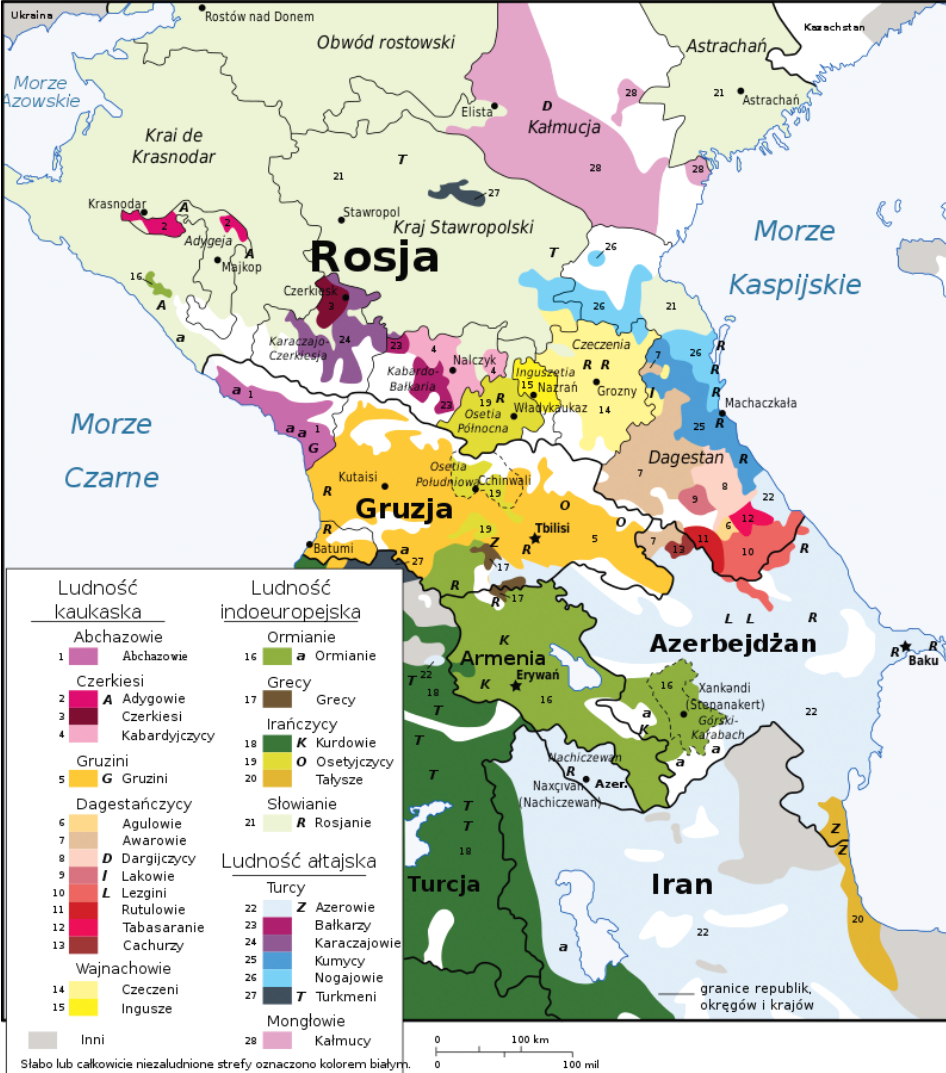 Ukraina
Rostów nad Donem
Kazachstan
Obwód rostowski
Astrachań
Morze
Azowskie
28
21
Astrachań
Elista
D
Kałmucja
Krai de
Krasnodar
T
28
28
21
27
Krasnodar
A
2
2
Stawropol
Kraj Stawropolski
Adygeja
A
Majkop
Rosja
T
26
Morze
Kaspijskie
16
A
Czerkiesk
3
26
21
a
Karaczajo-
Czerkiesja
24
23
4
Kabardo-
Bałkaria
Nalczyk
4
23
Czeczenia
R R
Inguszetia
15
Nazrań
Grozny
14
7
26
R
R
I
R
Machaczkała
R
25
a
1
19
R
Osetia
Północna
Władykaukaz
Morze
Czarne
a
a
1
G
Dagestan
R
7
8
9
22
Osetia
Południowa
Cchinwali
19
Kutaisi
R
Gruzja
O
O
12
6
R
Batumi
a
27
19
Z
R
Tbilisi
5
7
13
11
10
R
17
R
R
17
L L
R
Azerbejdżan
R
R
Baku
K
Armenia
K
Erywań
16
T
22
18
T
16
Xankəndi
(Stepanakert)
a
K
Górski-
Karabach
a
a
22
T
Nachiczewan
R
Azer.
Naxçıvan
(Nachiczewan)
T
T
T
18
Z
Z
Turcja
Iran
20
a
22
granice republik,
okręgów i krajów
Ludność
kaukaska
Abchazowie
1 Abchazowie
Czerkiesi
2 A Adygowie
3 Czerkiesi
4 Kabardyjczycy
Gruzini
5 G Gruzini
Dagestańczycy
6 Agulowie
7 Awarowie
8 D Dargijczycy
9 I Lakowie
10 L Lezgini
11 Rutulowie
12 Tabasaranie
13 Cachurzy
Wajnachowie
14 Czeczeni
15 Ingusze
Inni
Ludność
indoeuropejska
Ormianie
16 a Ormianie
Grecy
17 Grecy
Irańczycy
18 K Kurdowie
19 O Osetyjczycy
20 Tałysze
Słowianie
21 R Rosjanie
Ludność ałtajska
Turcy
22 Z Azerowie
23 Bałkarzy
24 Karaczajowie
25 Kumycy
26 Nogajowie
27 T Turkmeni
Mongłowie
28 Kałmucy
Słabo lub całkowicie niezaludnione strefy oznaczono kolorem białym.
0 100 km
0 100 mil